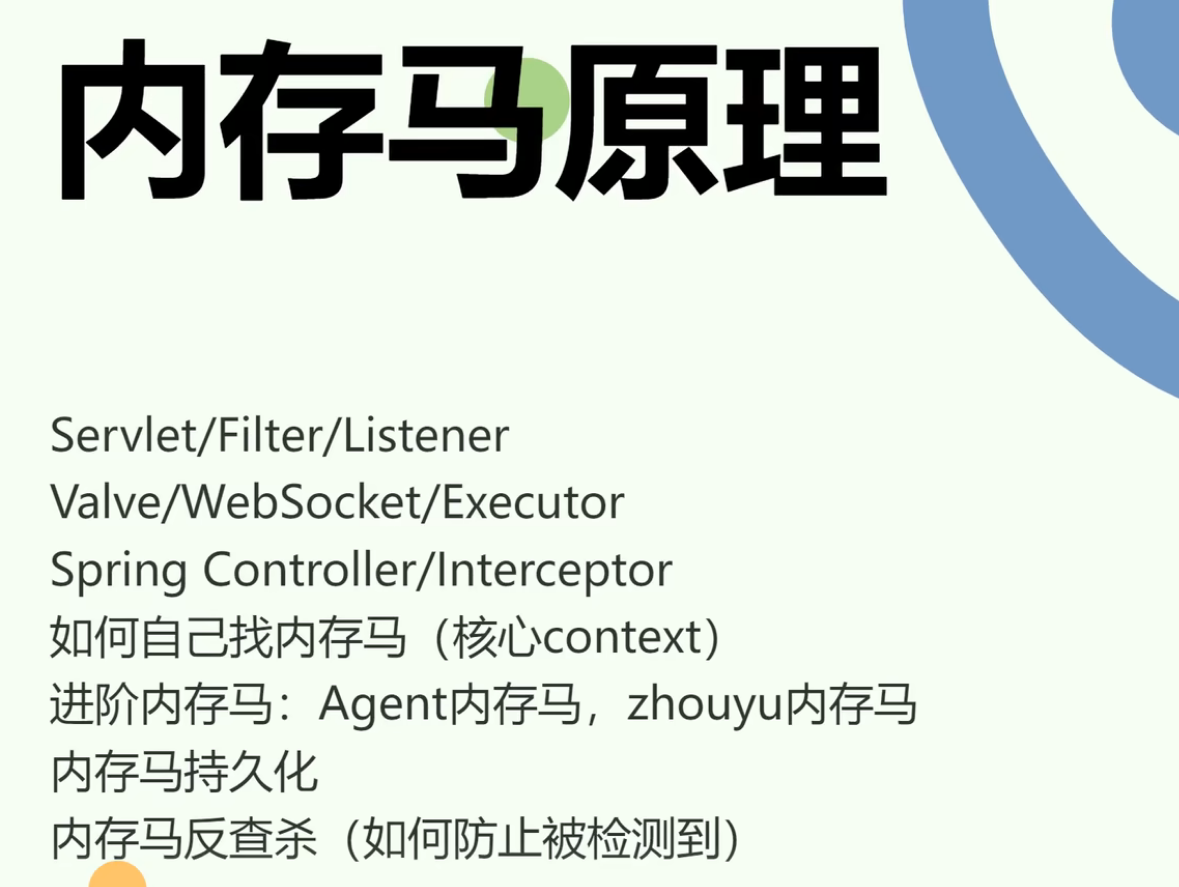 内存马原理
Servlet/Filter/Listener
Valve/WebSocket/Executor
Spring Controller/Interceptor
如何自己找内存马（核心context）
进阶内存马：Agent内存马，zhouyu内存马
内存马持久化
内存马反查杀（如何防止被检测到）